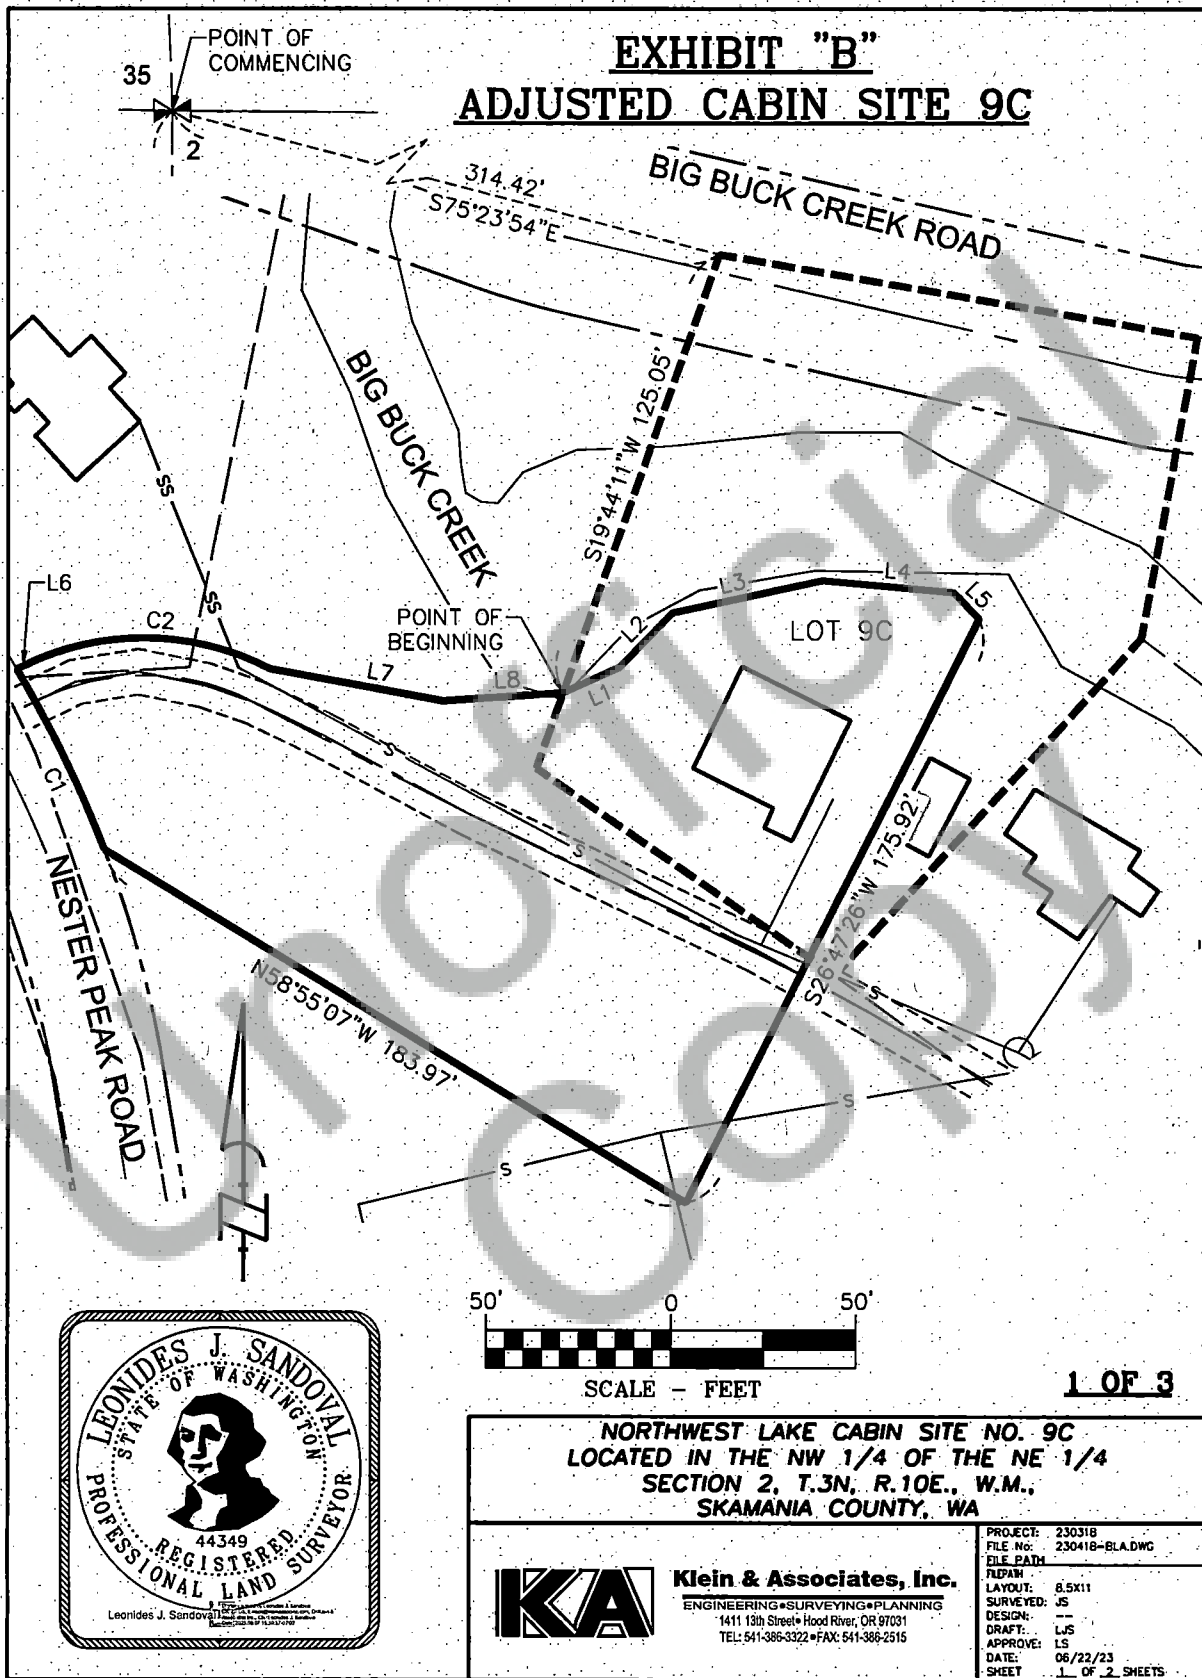 EXHIBIT "B"
ADJUSTED CABIN SITE 9C
POINT OF
COMMENCING
35
2
314.42'
S75°23'54"E
BIG BUCK CREEK ROAD
BIG BUCK CREEK
S19°44'11"W 125.05'
SS
SS
L6
C2
POINT OF
BEGINNING
L7
L8
L1
L2
L3
L4
L5
LOT 9C
C1
S
S
S26°47'26"W 175.92'
NESTER PEAK ROAD
N58°55'07"W 183.97'
S
S
S
Unofficial
Copy
50' 0 50'
SCALE - FEET
1 OF 3
LEONIDES J. SANDOVAL
STATE OF WASHINGTON
44349
REGISTERED
PROFESSIONAL LAND SURVEYOR
Leonides J. Sandoval
NORTHWEST LAKE CABIN SITE NO. 9C
LOCATED IN THE NW 1/4 OF THE NE 1/4
SECTION 2, T.3N, R.10E., W.M.,
SKAMANIA COUNTY, WA
KA
Klein & Associates, Inc.
ENGINEERING•SURVEYING•PLANNING
1411 13th Street• Hood River, OR 97031
TEL: 541-386-3322•FAX: 541-386-2515
PROJECT: 230318
FILE No: 230418-BLA.DWG
FILE PATH
FILEPATH
LAYOUT: 8.5X11
SURVEYED: JS
DESIGN: --
DRAFT: LJS
APPROVE: LS
DATE: 06/22/23
SHEET 1 OF 2 SHEETS